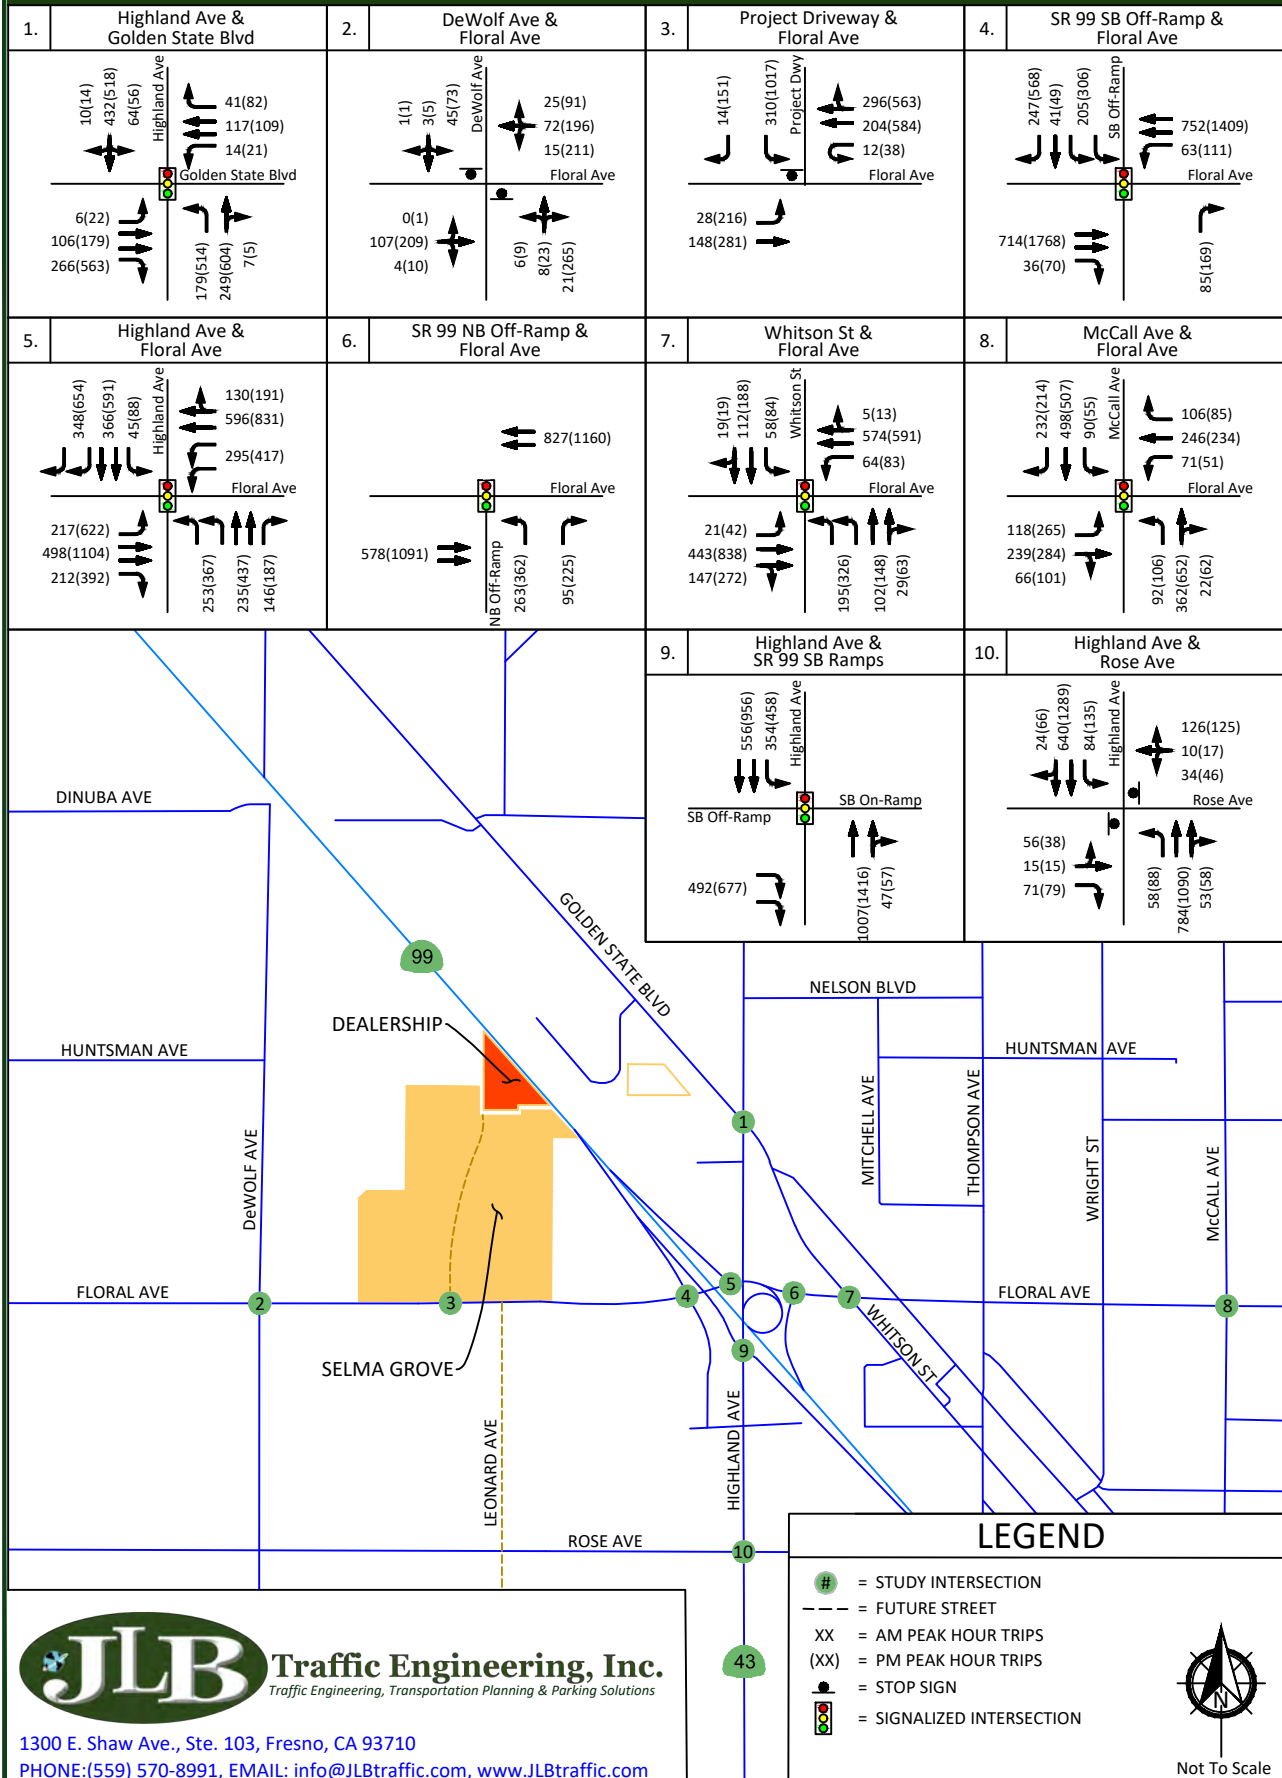 1.
Highland Ave &
Golden State Blvd
10(14)
432(518)
64(56)
Highland Ave
41(82)
117(109)
14(21)
Golden State Blvd
6(22)
106(179)
266(563)
179(514)
249(604)
7(5)
2.
DeWolf Ave &
Floral Ave
1(1)
3(5)
45(73)
DeWolf Ave
25(91)
72(196)
15(211)
Floral Ave
0(1)
107(209)
4(10)
6(9)
8(23)
21(265)
3.
Project Driveway &
Floral Ave
14(151)
310(1017)
Project Dwy
296(563)
204(584)
12(38)
Floral Ave
28(216)
148(281)
4.
SR 99 SB Off-Ramp &
Floral Ave
247(568)
41(49)
205(306)
SB Off-Ramp
752(1409)
63(111)
Floral Ave
714(1768)
36(70)
85(169)
5.
Highland Ave &
Floral Ave
348(654)
366(591)
45(88)
Highland Ave
130(191)
596(831)
295(417)
Floral Ave
217(622)
498(1104)
212(392)
253(367)
235(437)
146(187)
6.
SR 99 NB Off-Ramp &
Floral Ave
827(1160)
Floral Ave
578(1091)
NB Off-Ramp
263(362)
95(225)
7.
Whitson St &
Floral Ave
19(19)
112(188)
58(84)
Whitson St
5(13)
574(591)
64(83)
Floral Ave
21(42)
443(838)
147(272)
195(326)
102(148)
29(63)
8.
McCall Ave &
Floral Ave
232(214)
498(507)
90(55)
McCall Ave
106(85)
246(234)
71(51)
Floral Ave
118(265)
239(284)
66(101)
92(106)
362(652)
22(62)
9.
Highland Ave &
SR 99 SB Ramps
556(956)
354(458)
Highland Ave
SB On-Ramp
SB Off-Ramp
492(677)
1007(1416)
47(57)
10.
Highland Ave &
Rose Ave
24(66)
640(1289)
84(135)
Highland Ave
126(125)
10(17)
34(46)
Rose Ave
56(38)
15(15)
71(79)
58(88)
784(1090)
53(58)
DINUBA AVE
GOLDEN STATE BLVD
99
NELSON BLVD
DEALERSHIP
HUNTSMAN AVE
HUNTSMAN AVE
MITCHELL AVE
THOMPSON AVE
WRIGHT ST
McCALL AVE
DeWOLF AVE
1
FLORAL AVE
2
3
4
5
6
7
FLORAL AVE
8
9
WHITSON ST
SELMA GROVE
LEONARD AVE
HIGHLAND AVE
ROSE AVE
10
43
LEGEND
# = STUDY INTERSECTION
= FUTURE STREET
XX = AM PEAK HOUR TRIPS
(XX) = PM PEAK HOUR TRIPS
= STOP SIGN
= SIGNALIZED INTERSECTION
N
Not To Scale
JLB Traffic Engineering, Inc.
Traffic Engineering, Transportation Planning & Parking Solutions
1300 E. Shaw Ave., Ste. 103, Fresno, CA 93710
PHONE:(559) 570-8991, EMAIL: info@JLBtraffic.com, www.JLBtraffic.com